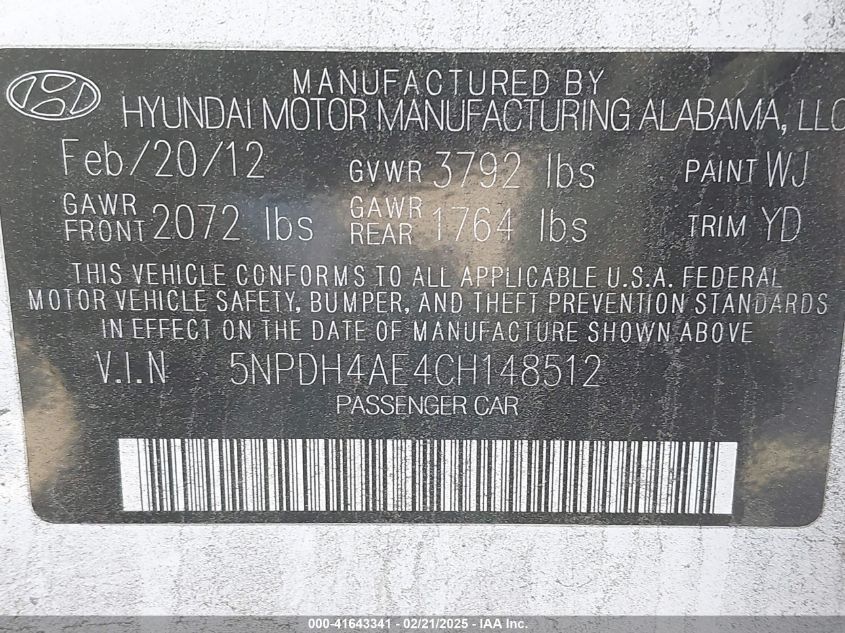 MANUFACTURED BY
HYUNDAI MOTOR MANUFACTURING ALABAMA, LLC
Feb/20/12 GVWR 3792 lbs PAINT WJ
GAWR FRONT 2072 lbs GAWR REAR 1764 lbs TRIM YD
THIS VEHICLE CONFORMS TO ALL APPLICABLE U.S.A. FEDERAL
MOTOR VEHICLE SAFETY, BUMPER, AND THEFT PREVENTION STANDARDS
IN EFFECT ON THE DATE OF MANUFACTURE SHOWN ABOVE
V.I.N 5NPDH4AE4CH148512
PASSENGER CAR
000-41643341 - 02/21/2025 - IAAI.com